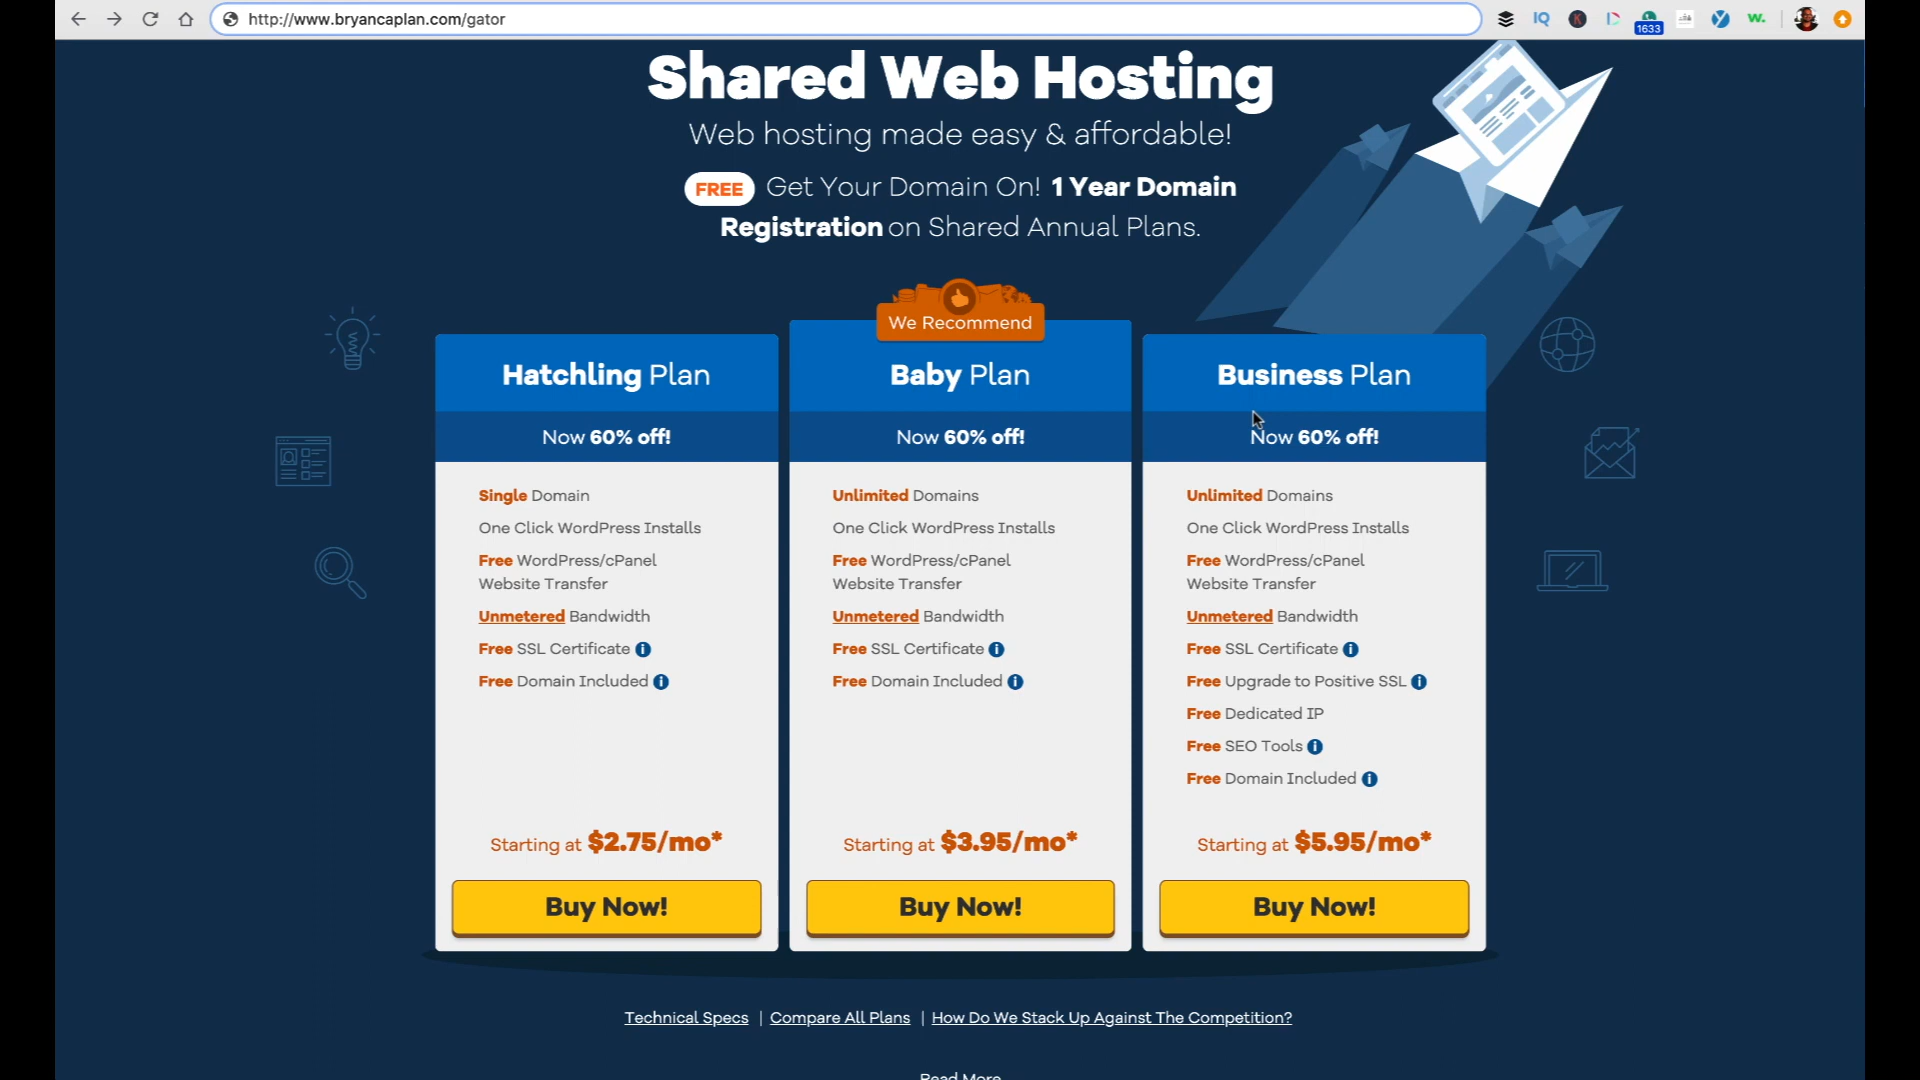 http://www.bryancaplan.com/gator
IQ
K
1633
w.
Shared Web Hosting
Web hosting made easy & affordable!
FREE Get Your Domain On! 1 Year Domain
Registration on Shared Annual Plans.
We Recommend
Hatchling Plan
Now 60% off!
Single Domain
One Click WordPress Installs
Free WordPress/cPanel
Website Transfer
Unmetered Bandwidth
Free SSL Certificate i
Free Domain Included i
Starting at $2.75/mo*
Buy Now!
Baby Plan
Now 60% off!
Unlimited Domains
One Click WordPress Installs
Free WordPress/cPanel
Website Transfer
Unmetered Bandwidth
Free SSL Certificate i
Free Domain Included i
Starting at $3.95/mo*
Buy Now!
Business Plan
Now 60% off!
Unlimited Domains
One Click WordPress Installs
Free WordPress/cPanel
Website Transfer
Unmetered Bandwidth
Free SSL Certificate i
Free Upgrade to Positive SSL i
Free Dedicated IP
Free SEO Tools i
Free Domain Included i
Starting at $5.95/mo*
Buy Now!
Technical Specs | Compare All Plans | How Do We Stack Up Against The Competition?
Read More